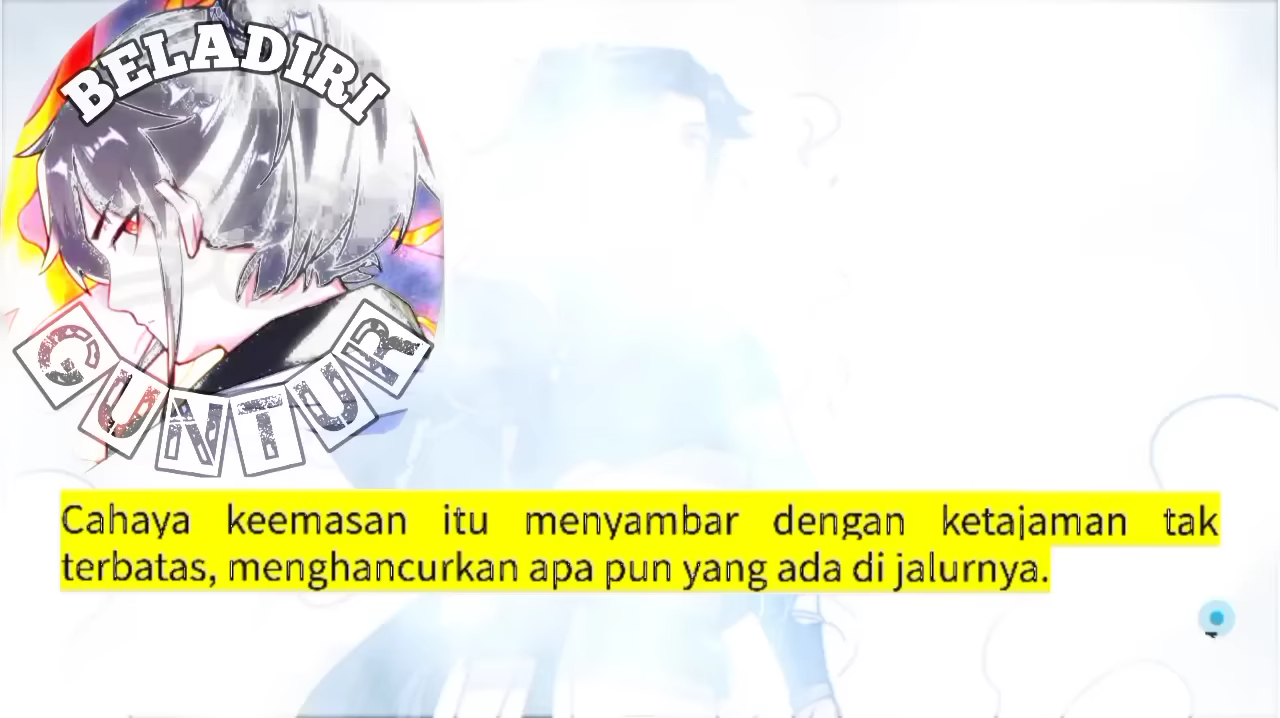 BELADIRI
GUNTUR
Cahaya keemasan itu menyambar dengan ketajaman tak
terbatas, menghancurkan apa pun yang ada di jalurnya.